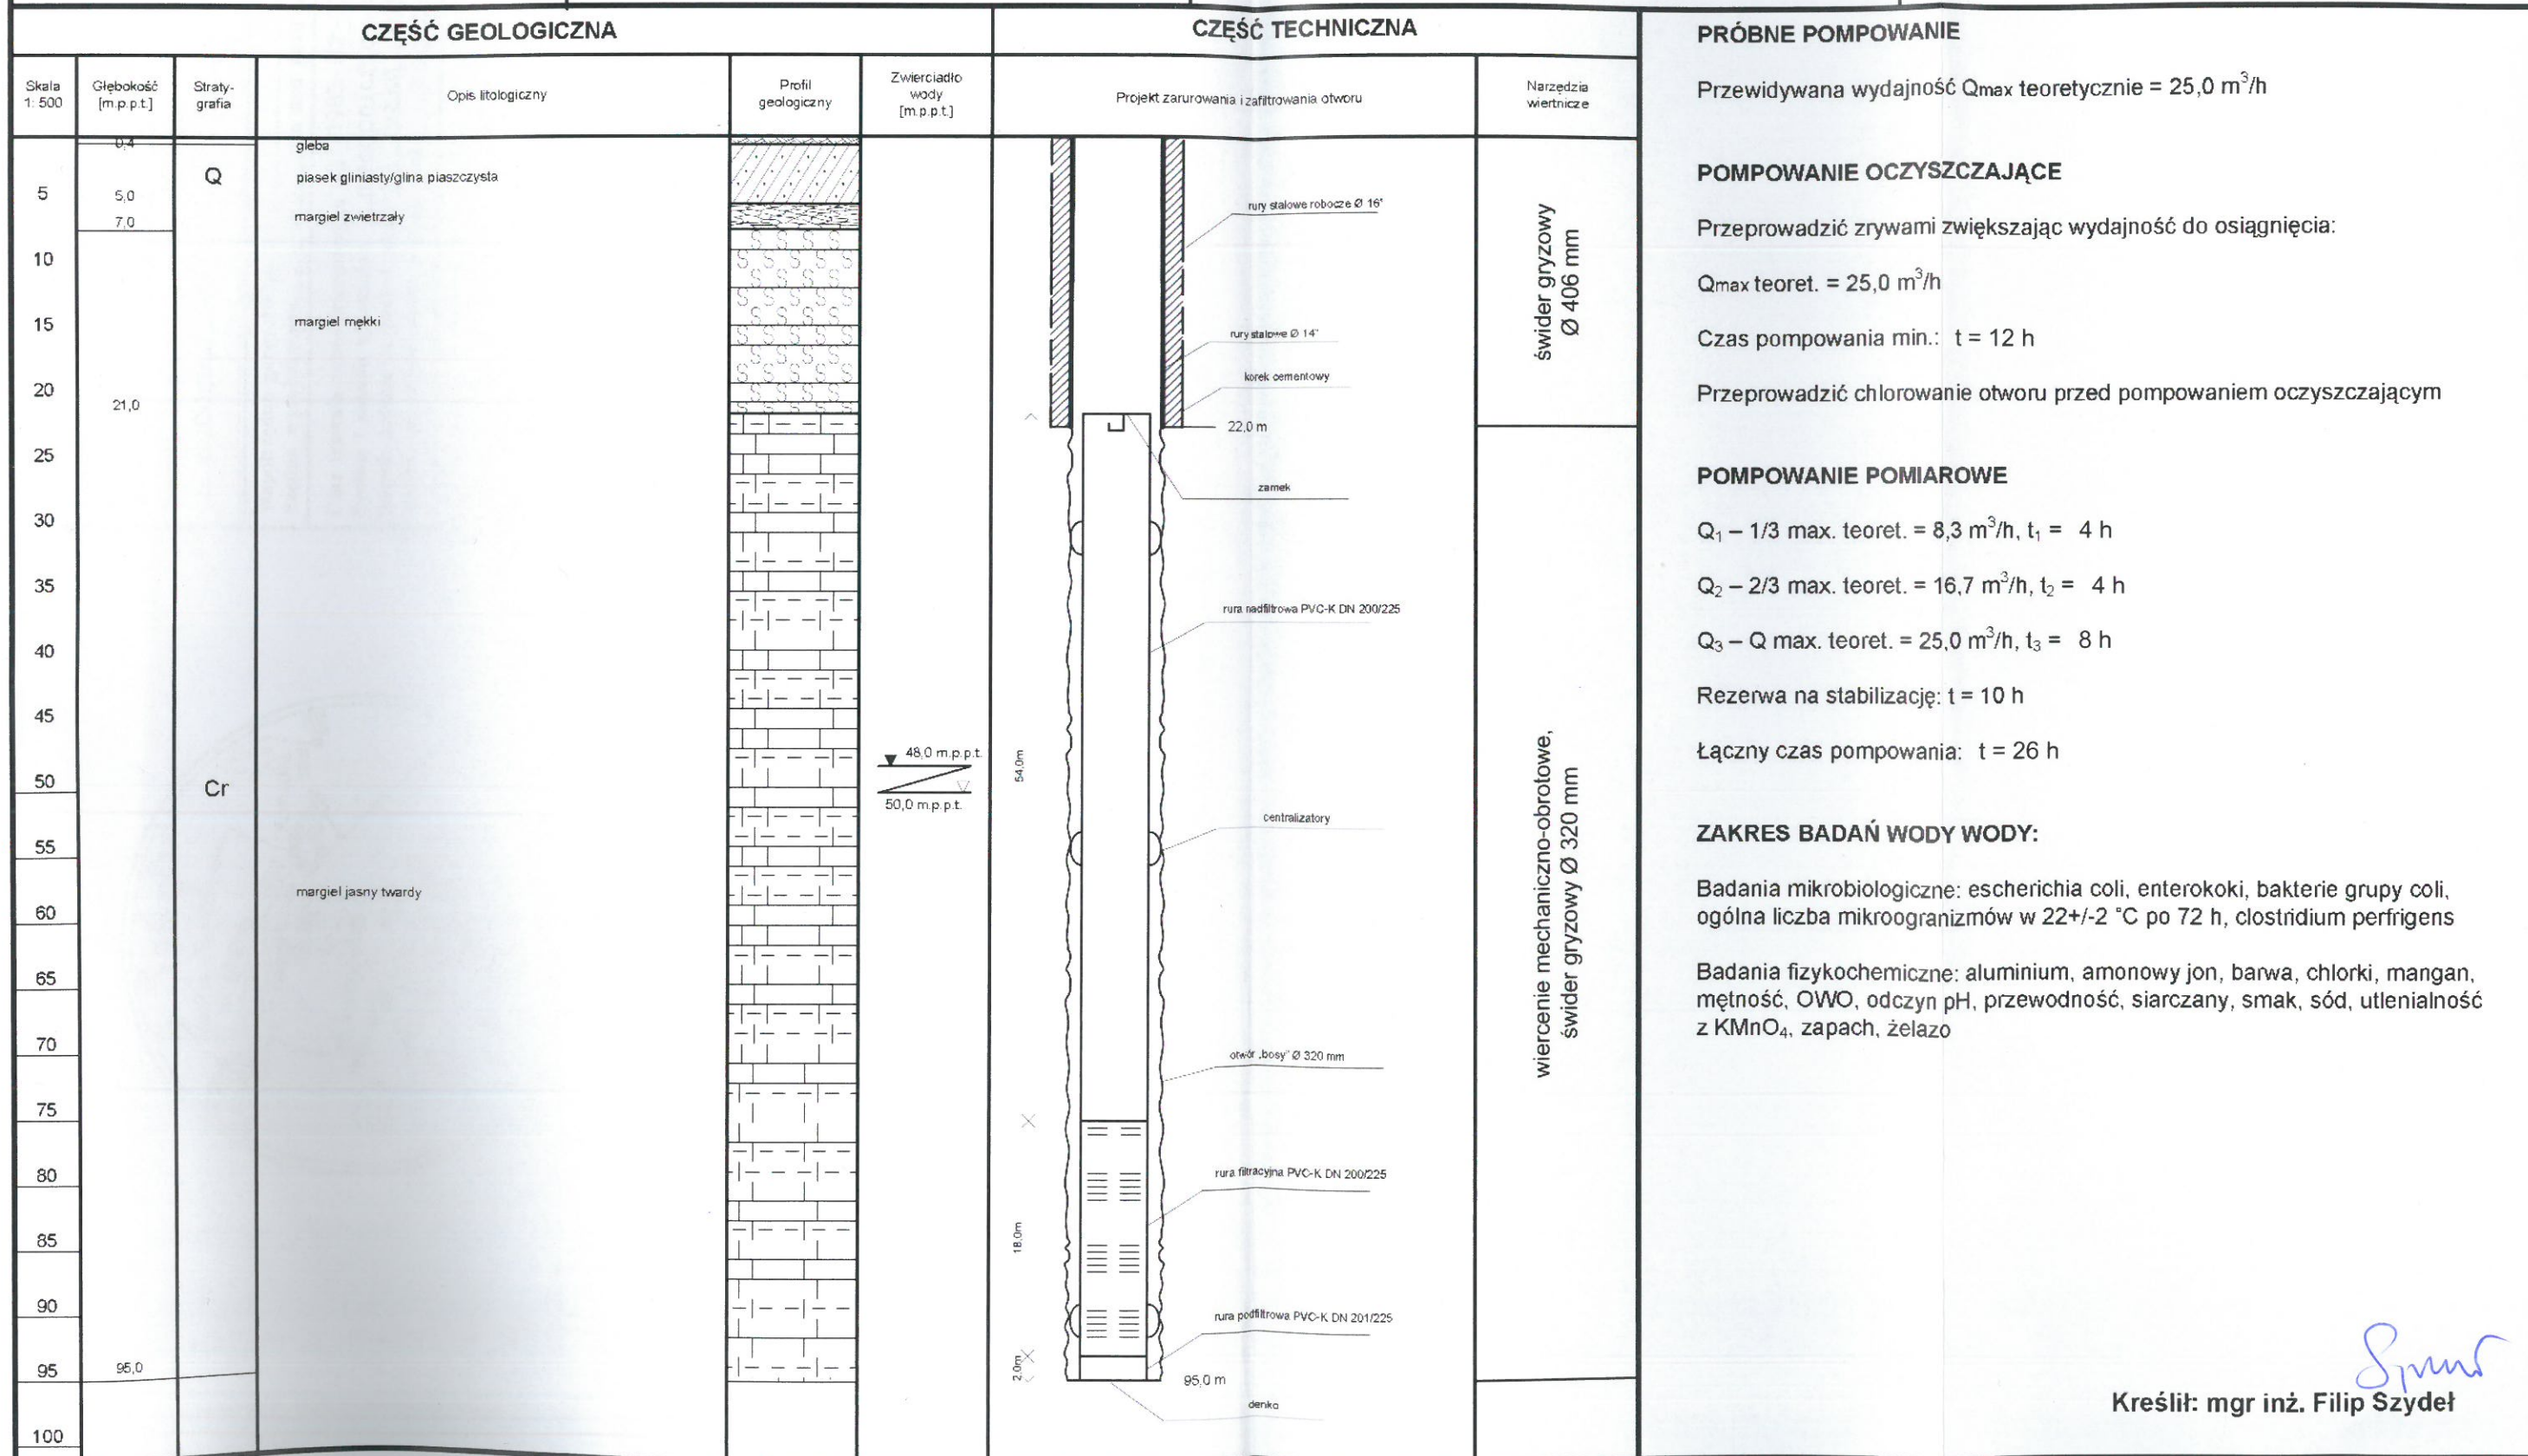 CZĘŚĆ GEOLOGICZNA
CZĘŚĆ TECHNICZNA
Skala
1: 500
Głębokość
[m.p.p.t.]
Straty-
grafia
Opis litologiczny
Profil
geologiczny
Zwierciadło
wody
[m.p.p.t.]
Projekt zarurowania i zafiltrowania otworu
Narzędzia
wiertnicze
5
10
15
20
25
30
35
40
45
50
55
60
65
70
75
80
85
90
95
100
0,4
5,0
7,0
21,0
95,0
Q
Cr
gleba
piasek gliniasty/glina piaszczysta
margiel zwietrzały
margiel mękki
margiel jasny twardy
48,0 m.p.p.t.
50,0 m.p.p.t.
54.0m
18.0m
2.0m
rury stalowe robocze Ø 16"
rury stalowe Ø 14"
korek cementowy
22,0 m
zamek
rura nadfiltrowa PVC-K DN 200/225
centralizatory
otwór „bosy" Ø 320 mm
rura filtracyjna PVC-K DN 200/225
rura podfiltrowa PVC-K DN 201/225
95,0 m
denko
świder gryzowy
Ø 406 mm
wiercenie mechaniczno-obrotowe,
świder gryzowy Ø 320 mm
PRÓBNE POMPOWANIE
Przewidywana wydajność Qmax teoretycznie = 25,0 m³/h
POMPOWANIE OCZYSZCZAJĄCE
Przeprowadzić zrywami zwiększając wydajność do osiągnięcia:
Qmax teoret. = 25,0 m³/h
Czas pompowania min.: t = 12 h
Przeprowadzić chlorowanie otworu przed pompowaniem oczyszczającym
POMPOWANIE POMIAROWE
Q₁ – 1/3 max. teoret. = 8,3 m³/h, t₁ = 4 h
Q₂ – 2/3 max. teoret. = 16,7 m³/h, t₂ = 4 h
Q₃ – Q max. teoret. = 25,0 m³/h, t₃ = 8 h
Rezerwa na stabilizację: t = 10 h
Łączny czas pompowania: t = 26 h
ZAKRES BADAŃ WODY WODY:
Badania mikrobiologiczne: escherichia coli, enterokoki, bakterie grupy coli,
ogólna liczba mikroogranizmów w 22+/-2 °C po 72 h, clostridium perfrigens
Badania fizykochemiczne: aluminium, amonowy jon, barwa, chlorki, mangan,
mętność, OWO, odczyn pH, przewodność, siarczany, smak, sód, utlenialność
z KMnO₄, zapach, żelazo
Kreślił: mgr inż. Filip Szydeł